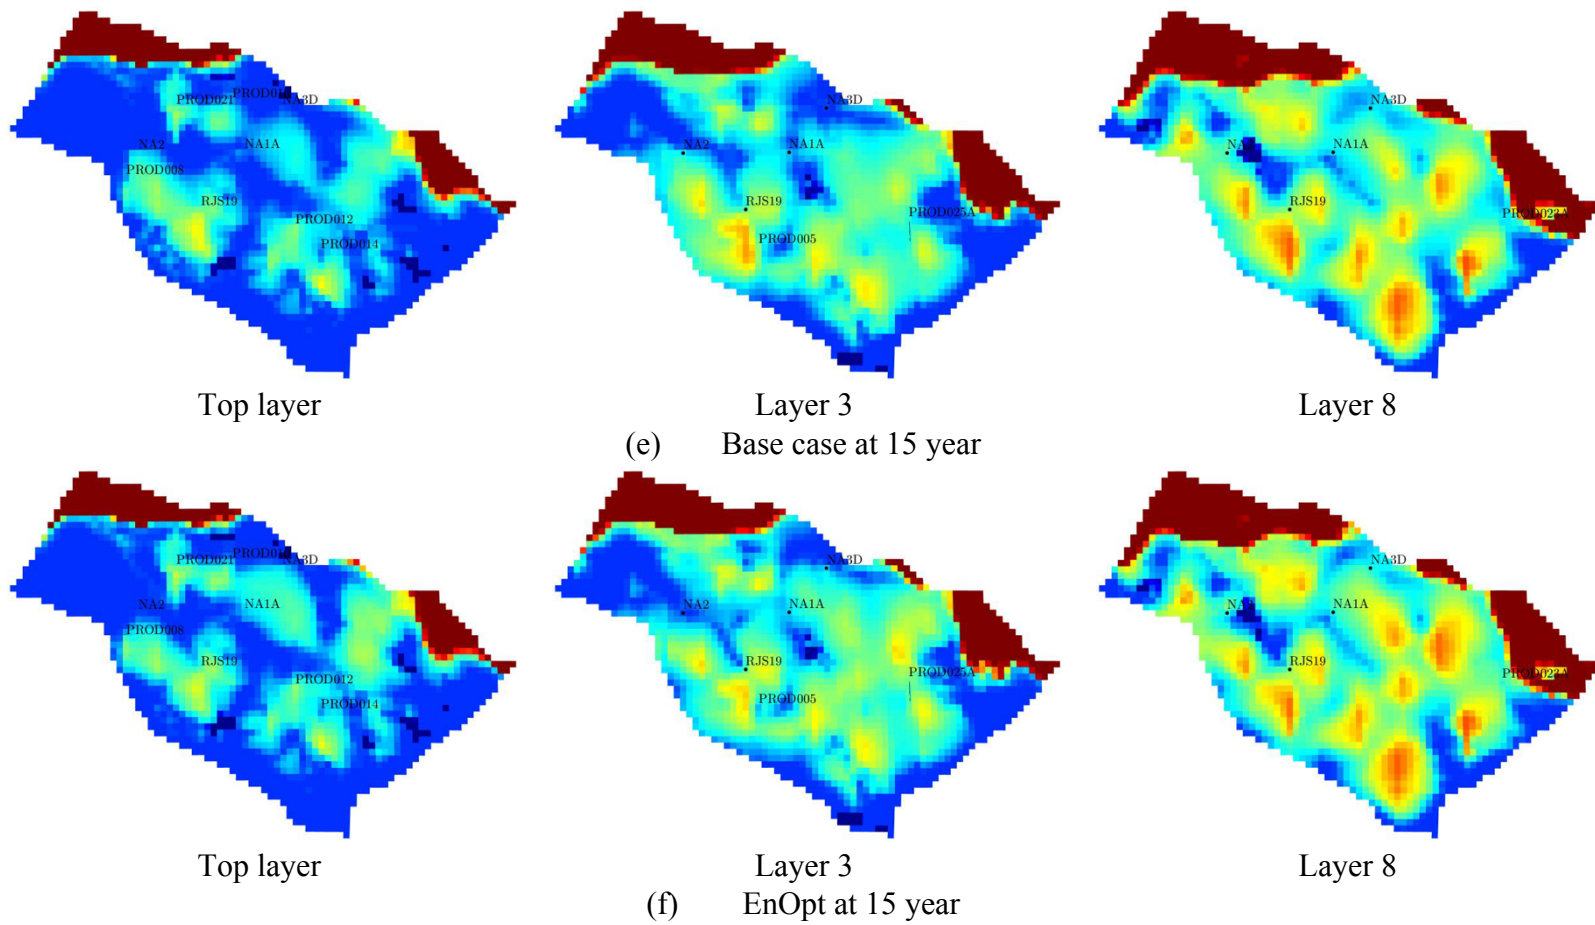 PROD021
NA3D
NA2
NA1A
PROD008
RJS19
PROD012
PROD014
NA3D
NA2
NA1A
RJS19
PROD025A
PROD005
NA3D
NA1A
RJS19
PROD023A
Top layer Layer 3 Layer 8
(e) Base case at 15 year
PROD021
NA3D
NA2
NA1A
PROD008
RJS19
PROD012
PROD014
NA3D
NA2
NA1A
RJS19
PROD025A
PROD005
NA3D
NA1A
RJS19
PROD023A
Top layer Layer 3 Layer 8
(f) EnOpt at 15 year